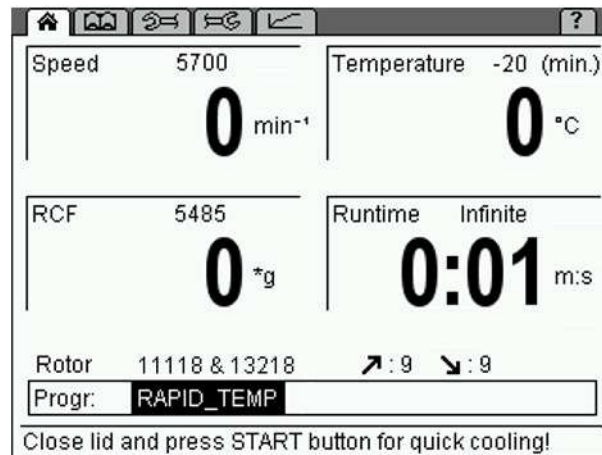 ?
Speed 5700
0 min⁻¹
Temperature -20 (min.)
0 °C
RCF 5485
0 *g
Runtime Infinite
0:01 m:s
Rotor 11118 & 13218 ↗ : 9 ↘ : 9
Progr: RAPID_TEMP
Close lid and press START button for quick cooling!